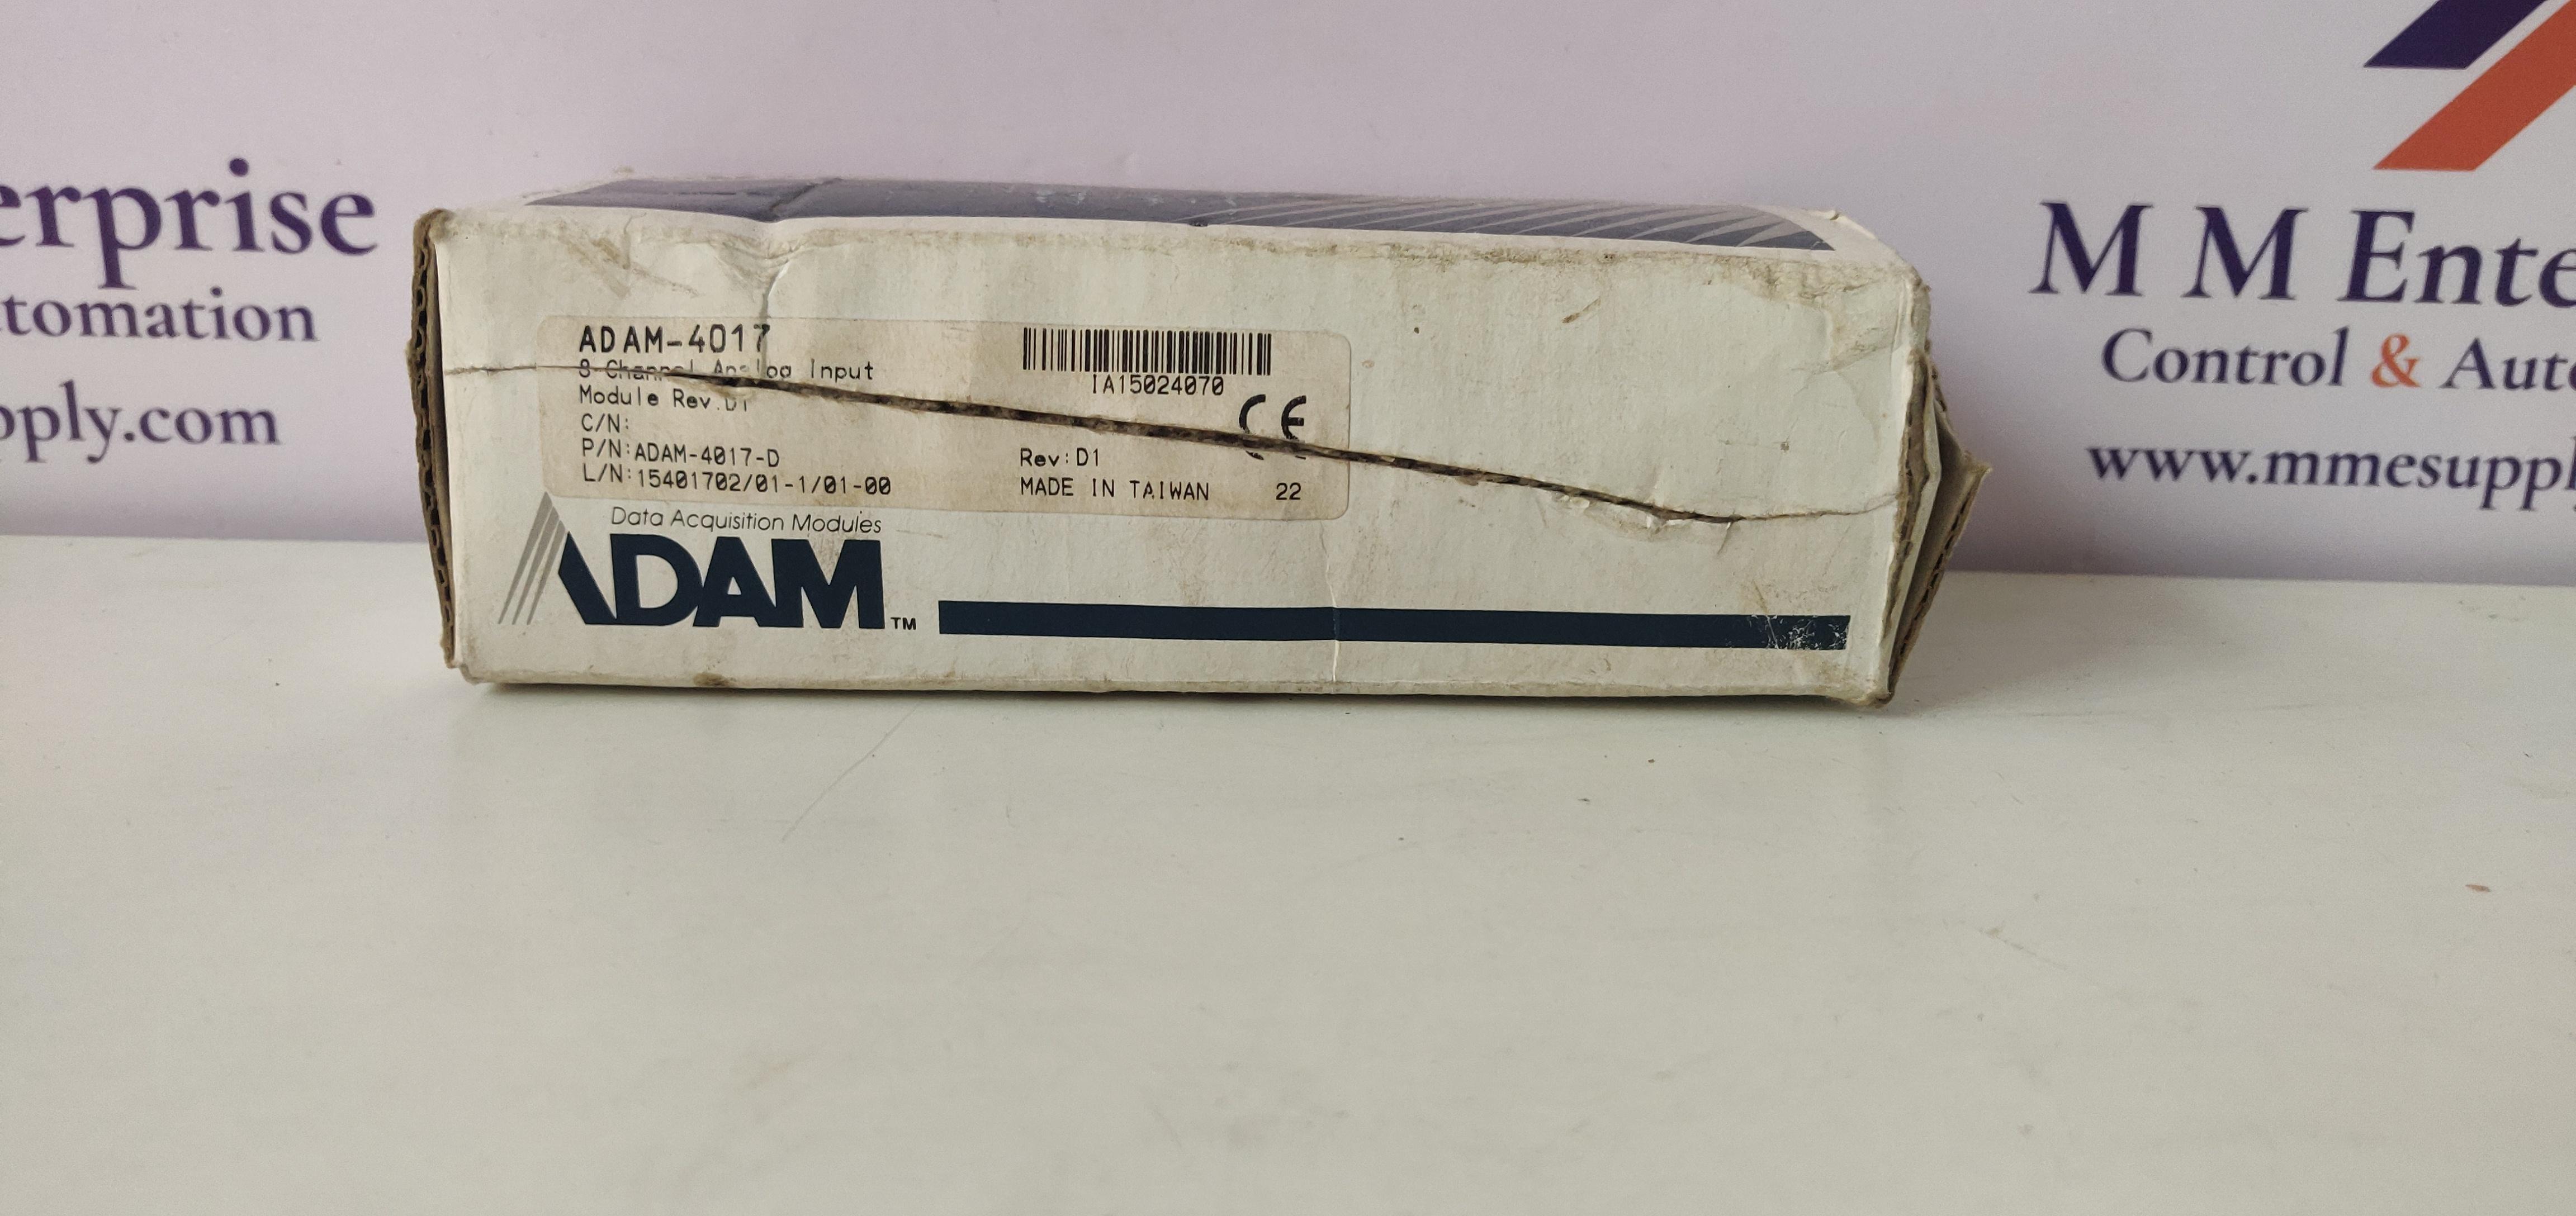 erprise
tomation
pply.com
ADAM-4017
8 Channel Analog Input
Module Rev.D1
C/N:
P/N:ADAM-4017-D
L/N:15401702/01-1/01-00
IA15024070
CE
Rev:D1
MADE IN TAIWAN 22
Data Acquisition Modules
ADAM™
M M Ente
Control & Auto
www.mmesuppl